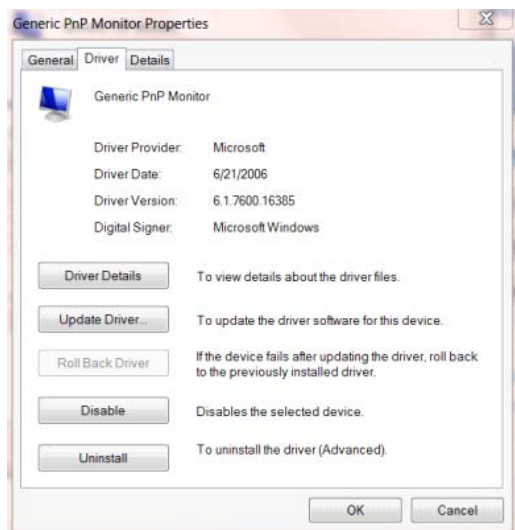 Generic PnP Monitor Properties
General Driver Details
Generic PnP Monitor
Driver Provider: Microsoft
Driver Date: 6/21/2006
Driver Version: 6.1.7600.16385
Digital Signer: Microsoft Windows
Driver Details To view details about the driver files.
Update Driver... To update the driver software for this device.
Roll Back Driver If the device fails after updating the driver, roll back
to the previously installed driver.
Disable Disables the selected device.
Uninstall To uninstall the driver (Advanced).
OK Cancel